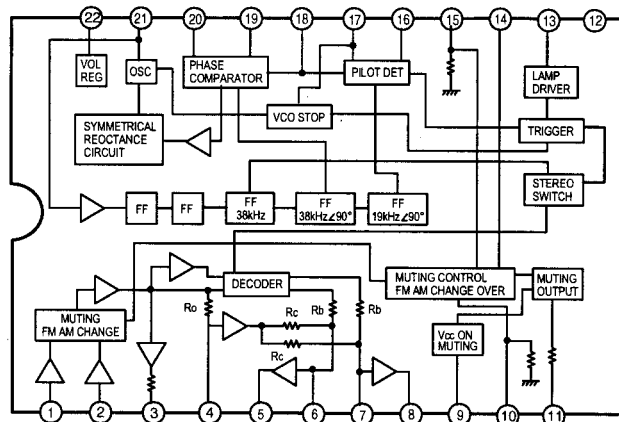 22 21 20 19 18 17 16 15 14 13 12
VOL
REG
OSC
PHASE
COMPARATOR
PILOT DET
LAMP
DRIVER
VCO STOP
TRIGGER
SYMMETRICAL
REOCTANCE
CIRCUIT
STEREO
SWITCH
FF
FF
FF
38kHz
FF
38kHz∠90°
FF
19kHz∠90°
DECODER
MUTING CONTROL
FM AM CHANGE OVER
MUTING
OUTPUT
Ro
Rc
Rb
Rb
MUTING
FM AM CHANGE
Rc
Vcc ON
MUTING
1 2 3 4 5 6 7 8 9 10 11